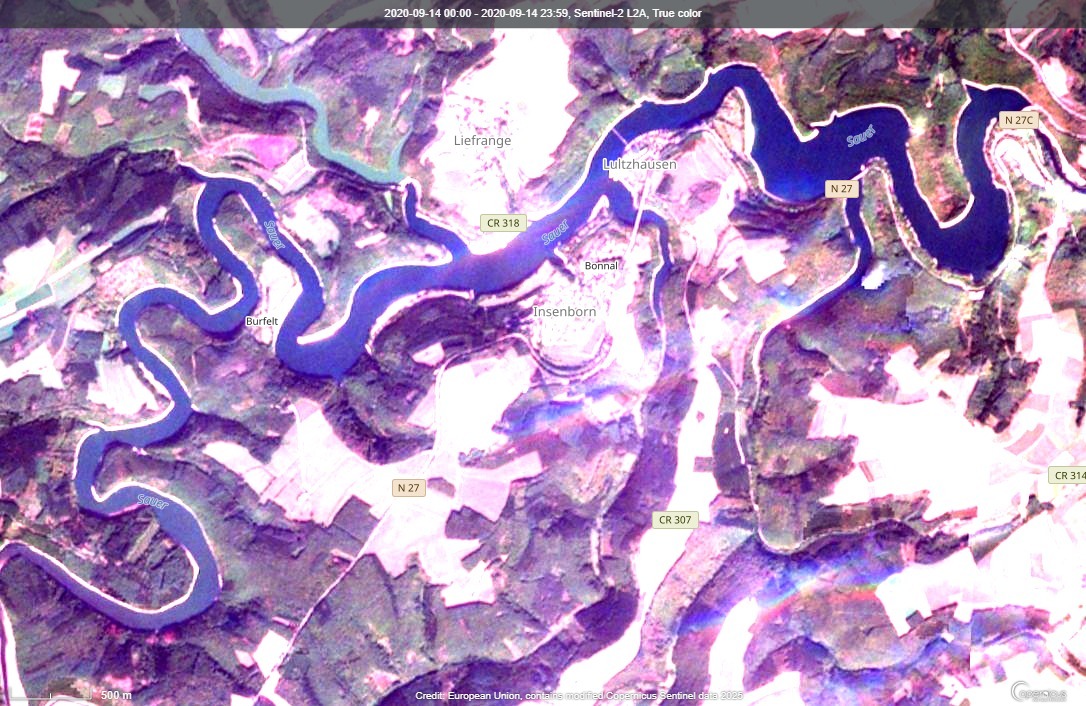 2020-09-14 00:00 - 2020-09-14 23:59, Sentinel-2 L2A, True color
N 27C
Sauer
Liefrange
Lultzhausen
N 27
CR 318
Sauer
Sauer
Bonnal
Insenborn
Burfelt
CR 314
N 27
Sauer
CR 307
500 m
Credit: European Union, contains modified Copernicus Sentinel data 2025
opernicus